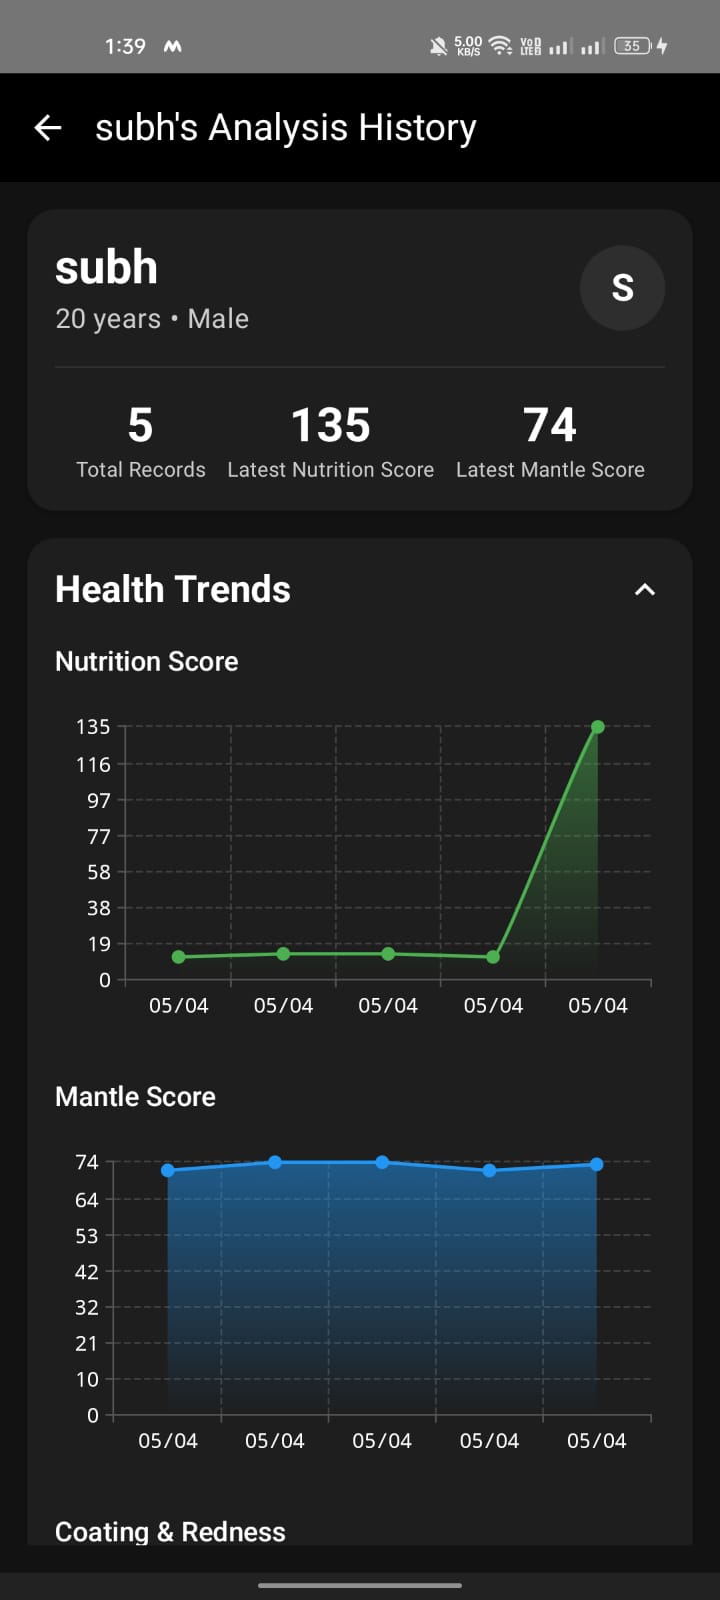 1:39 5.00 KB/S VoD LTE2 35
subh's Analysis History
subh
S
20 years • Male
5 135 74
Total Records Latest Nutrition Score Latest Mantle Score
Health Trends
Nutrition Score
135
116
97
77
58
38
19
0
05/04 05/04 05/04 05/04 05/04
Mantle Score
74
64
53
42
32
21
10
0
05/04 05/04 05/04 05/04 05/04
Coating & Redness